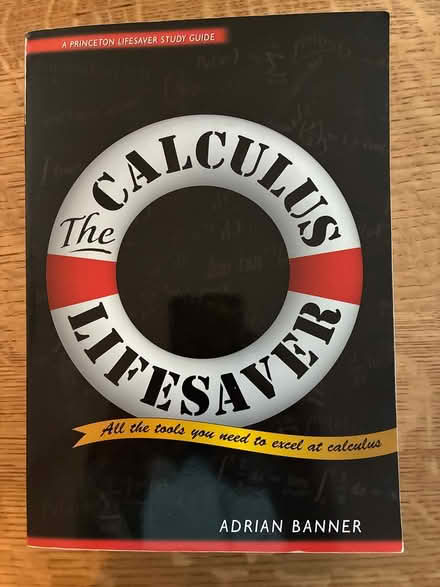 A PRINCETON LIFESAVER STUDY GUIDE
The CALCULUS
LIFESAVER
All the tools you need to excel at calculus
ADRIAN BANNER